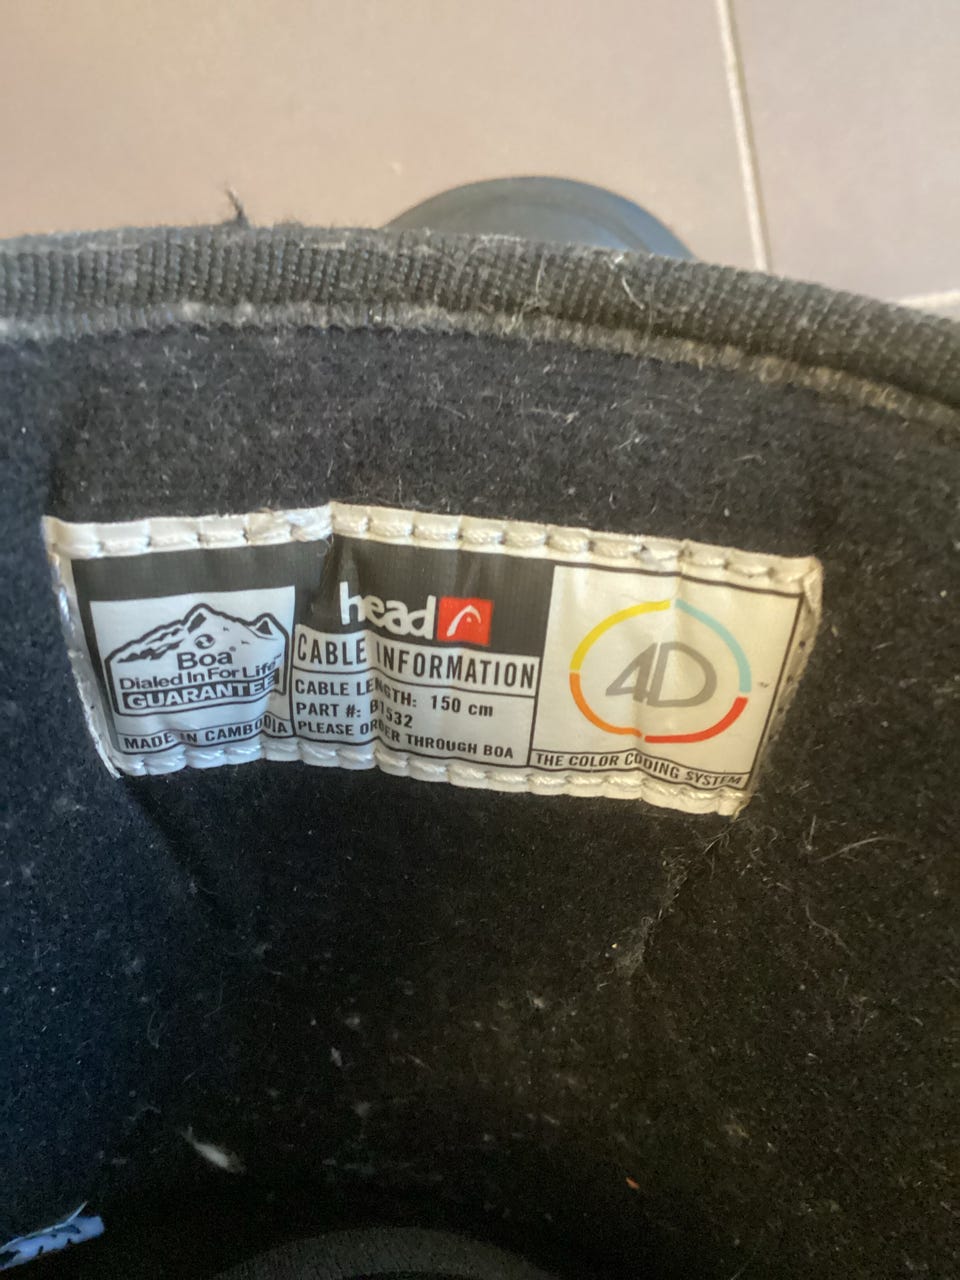 Boa®
Dialed In For Life™
GUARANTEE
MADE IN CAMBODIA
head
CABLE INFORMATION
CABLE LENGTH: 150 cm
PART #: B1532
PLEASE ORDER THROUGH BOA
4D
THE COLOR CODING SYSTEM